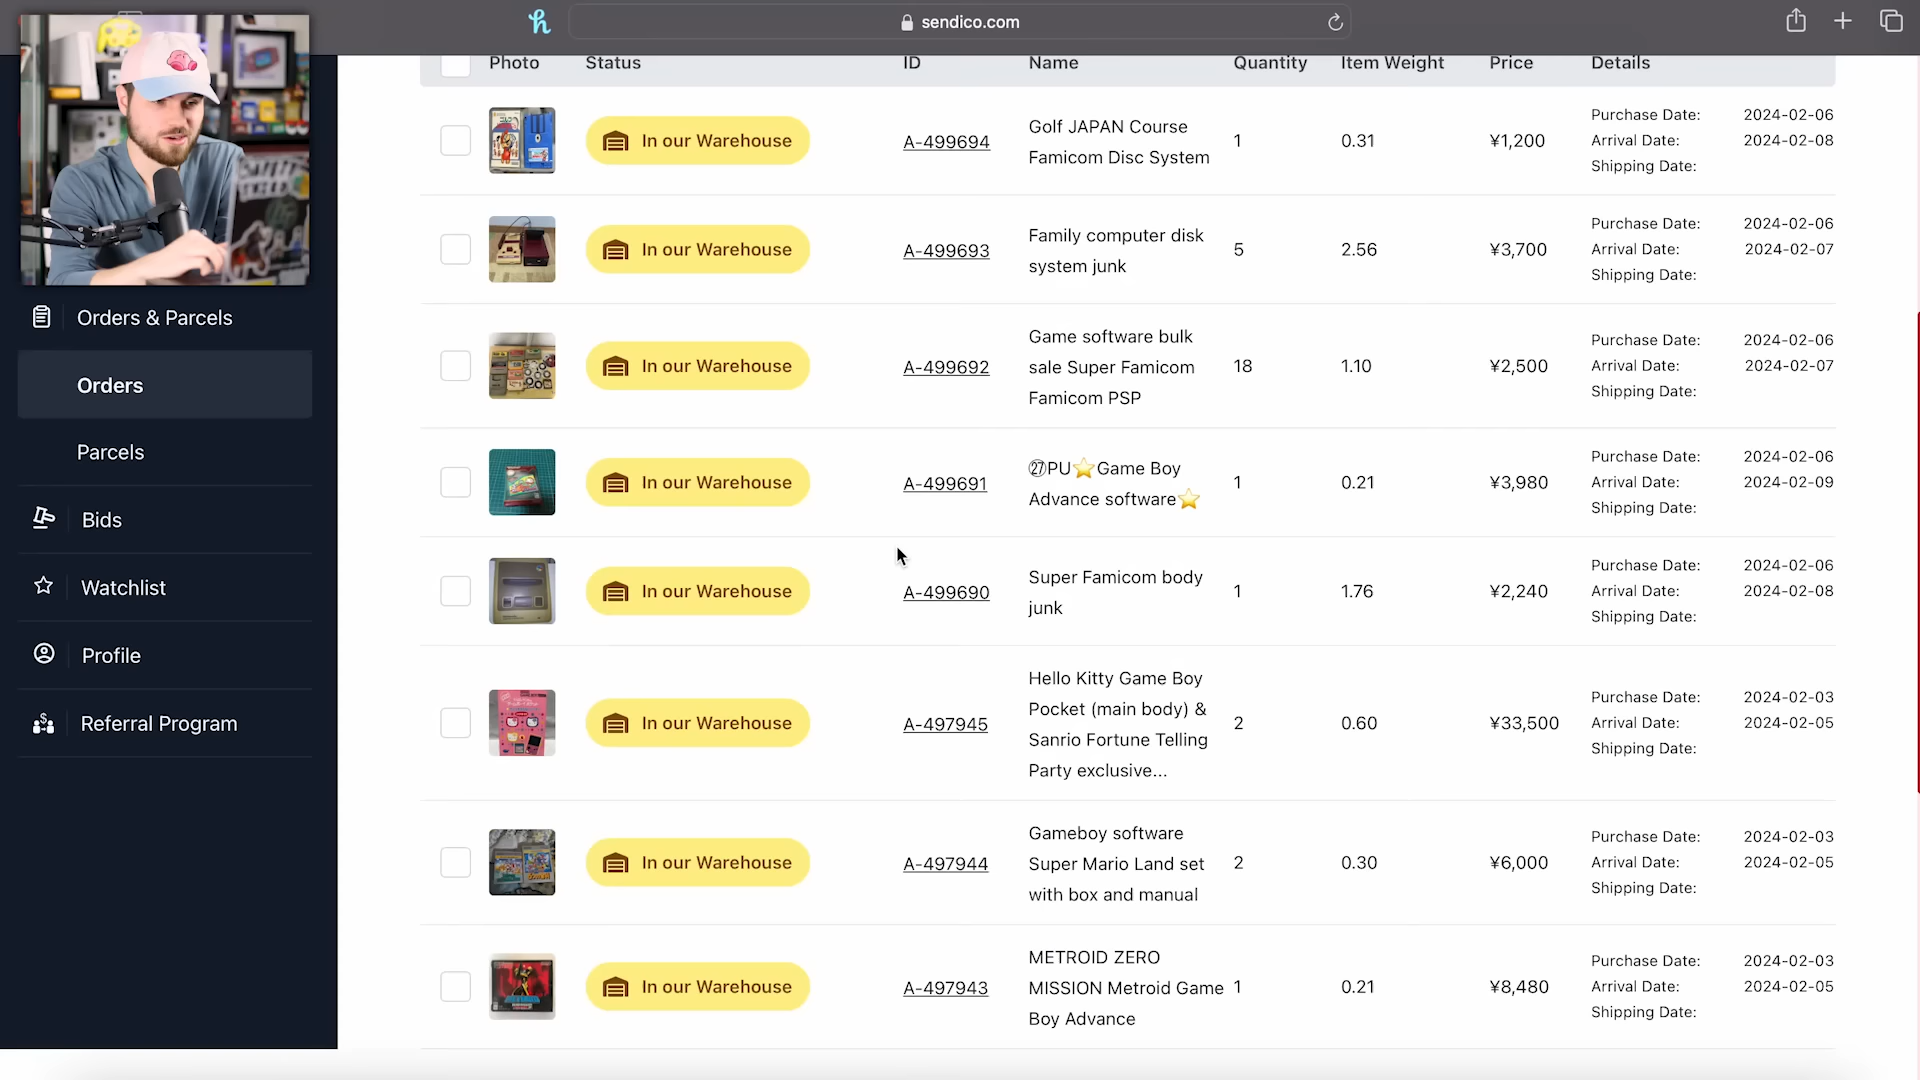 sendico.com
Photo Status ID Name Quantity Item Weight Price Details
In our Warehouse A-499694 Golf JAPAN Course Famicom Disc System 1 0.31 ¥1,200 Purchase Date: 2024-02-06
Arrival Date: 2024-02-08
Shipping Date:
In our Warehouse A-499693 Family computer disk system junk 5 2.56 ¥3,700 Purchase Date: 2024-02-06
Arrival Date: 2024-02-07
Shipping Date:
In our Warehouse A-499692 Game software bulk sale Super Famicom Famicom PSP 18 1.10 ¥2,500 Purchase Date: 2024-02-06
Arrival Date: 2024-02-07
Shipping Date:
In our Warehouse A-499691 ㉗PU⭐Game Boy Advance software⭐ 1 0.21 ¥3,980 Purchase Date: 2024-02-06
Arrival Date: 2024-02-09
Shipping Date:
In our Warehouse A-499690 Super Famicom body junk 1 1.76 ¥2,240 Purchase Date: 2024-02-06
Arrival Date: 2024-02-08
Shipping Date:
In our Warehouse A-497945 Hello Kitty Game Boy Pocket (main body) & Sanrio Fortune Telling Party exclusive... 2 0.60 ¥33,500 Purchase Date: 2024-02-03
Arrival Date: 2024-02-05
Shipping Date:
In our Warehouse A-497944 Gameboy software Super Mario Land set with box and manual 2 0.30 ¥6,000 Purchase Date: 2024-02-03
Arrival Date: 2024-02-05
Shipping Date:
In our Warehouse A-497943 METROID ZERO MISSION Metroid Game Boy Advance 1 0.21 ¥8,480 Purchase Date: 2024-02-03
Arrival Date: 2024-02-05
Shipping Date:
Orders & Parcels
Orders
Parcels
Bids
Watchlist
Profile
Referral Program